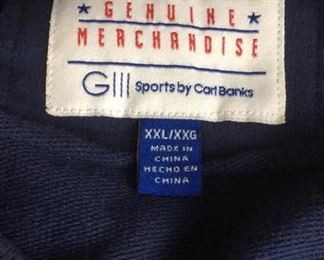 ★ GENUINE ★
MERCHANDISE
GIII Sports by Carl Banks
XXL/XXG
MADE IN
CHINA
HECHO EN
CHINA